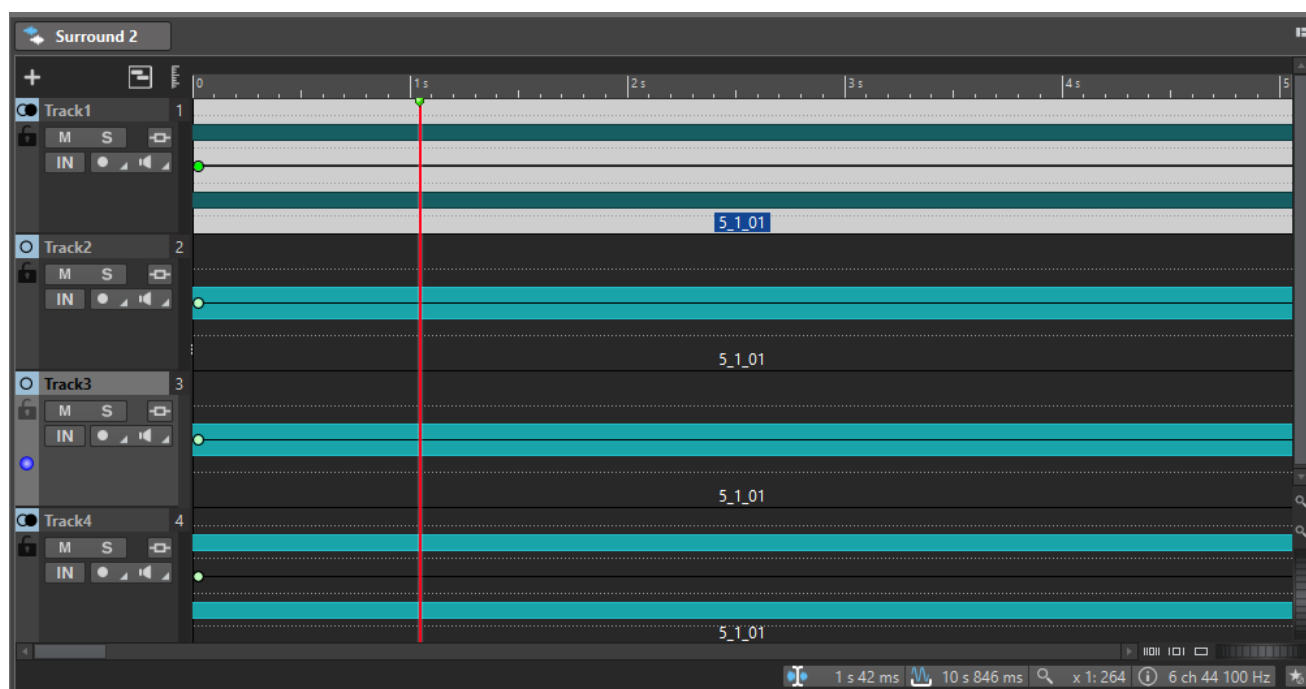 Surround 2
0 1 s 2 s 3 s 4 s 5
Track1 1
M S
IN
5_1_01
Track2 2
M S
IN
5_1_01
Track3 3
M S
IN
5_1_01
Track4 4
M S
IN
5_1_01
1 s 42 ms 10 s 846 ms x 1: 264 6 ch 44 100 Hz